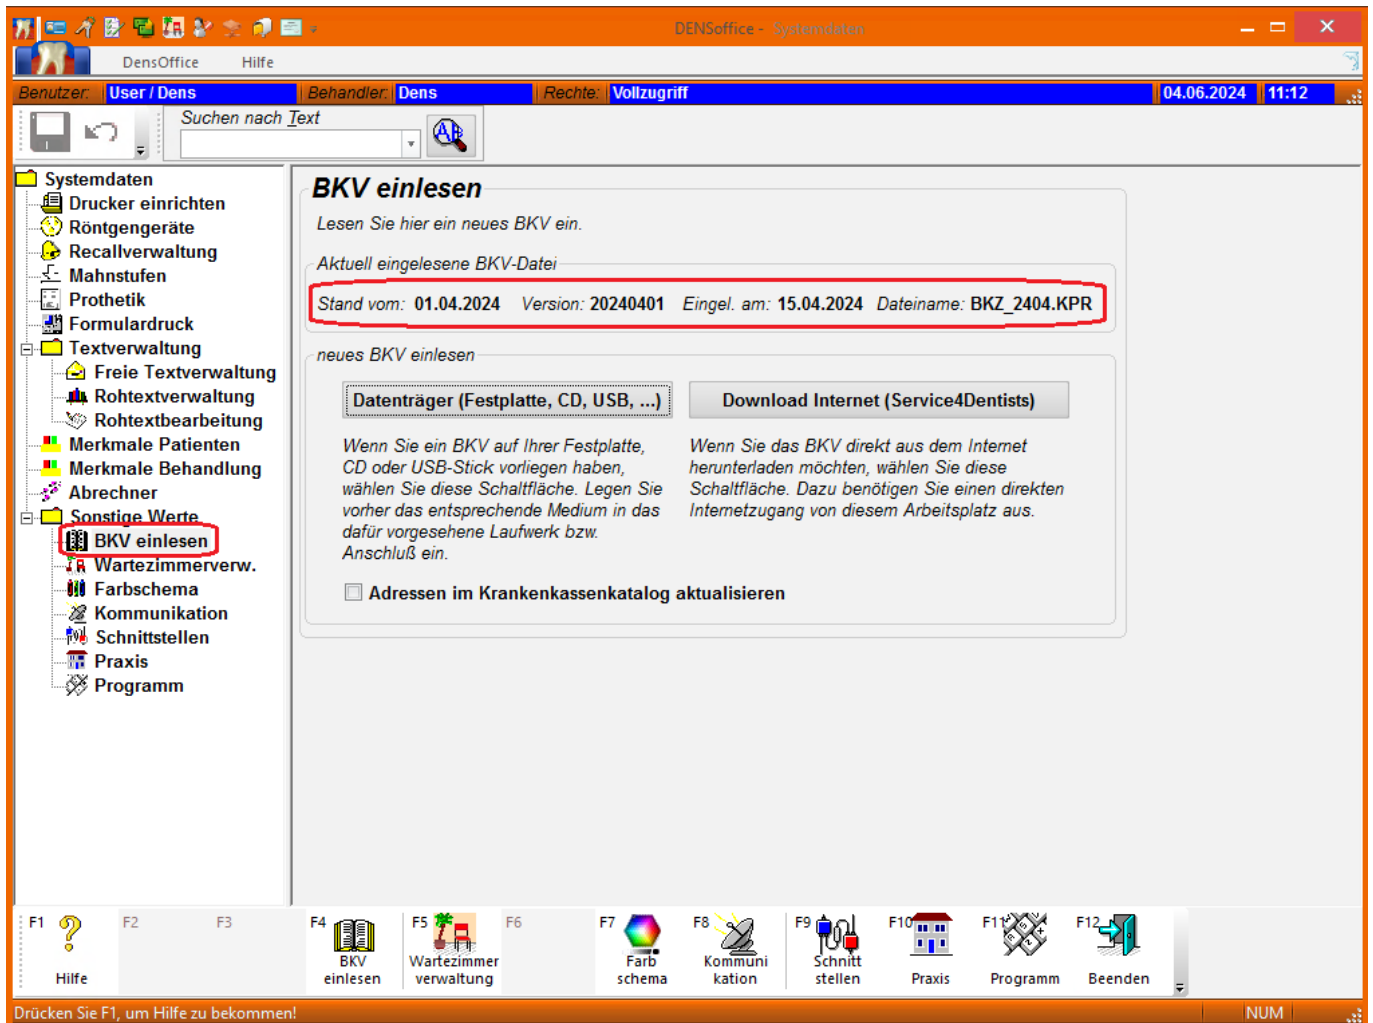 DENSoffice - Systemdaten
DensOffice Hilfe
Benutzer: User / Dens Behandler: Dens Rechte: Vollzugriff 04.06.2024 11:12
Suchen nach Text
Systemdaten
Drucker einrichten
Röntgengeräte
Recallverwaltung
Mahnstufen
Prothetik
Formulardruck
Textverwaltung
Freie Textverwaltung
Rohtextverwaltung
Rohtextbearbeitung
Merkmale Patienten
Merkmale Behandlung
Abrechner
Sonstige Werte
BKV einlesen
Wartezimmerverw.
Farbschema
Kommunikation
Schnittstellen
Praxis
Programm
BKV einlesen
Lesen Sie hier ein neues BKV ein.
Aktuell eingelesene BKV-Datei
Stand vom: 01.04.2024 Version: 20240401 Eingel. am: 15.04.2024 Dateiname: BKZ_2404.KPR
neues BKV einlesen
Datenträger (Festplatte, CD, USB, ...)
Wenn Sie ein BKV auf Ihrer Festplatte,
CD oder USB-Stick vorliegen haben,
wählen Sie diese Schaltfläche. Legen Sie
vorher das entsprechende Medium in das
dafür vorgesehene Laufwerk bzw.
Anschluß ein.
Download Internet (Service4Dentists)
Wenn Sie das BKV direkt aus dem Internet
herunterladen möchten, wählen Sie diese
Schaltfläche. Dazu benötigen Sie einen direkten
Internetzugang von diesem Arbeitsplatz aus.
Adressen im Krankenkassenkatalog aktualisieren
F1 Hilfe
F2
F3
F4 BKV
einlesen
F5 Wartezimmer
verwaltung
F6
F7 Farb
schema
F8 Kommuni
kation
F9 Schnitt
stellen
F10 Praxis
F11 Programm
F12 Beenden
Drücken Sie F1, um Hilfe zu bekommen! NUM